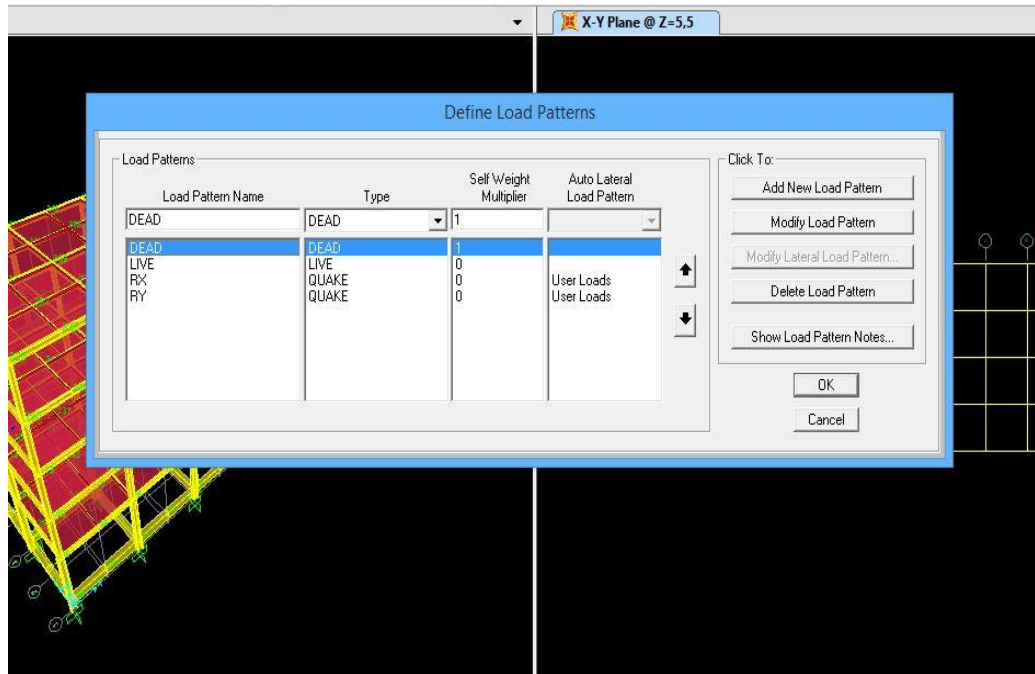 X-Y Plane @ Z=5,5
Define Load Patterns
Load Patterns
Click To:
Load Pattern Name Type Self Weight Multiplier Auto Lateral Load Pattern
DEAD DEAD 1
DEAD DEAD 1
LIVE LIVE 0
RX QUAKE 0 User Loads
RY QUAKE 0 User Loads
Add New Load Pattern
Modify Load Pattern
Modify Lateral Load Pattern...
Delete Load Pattern
Show Load Pattern Notes...
OK
Cancel